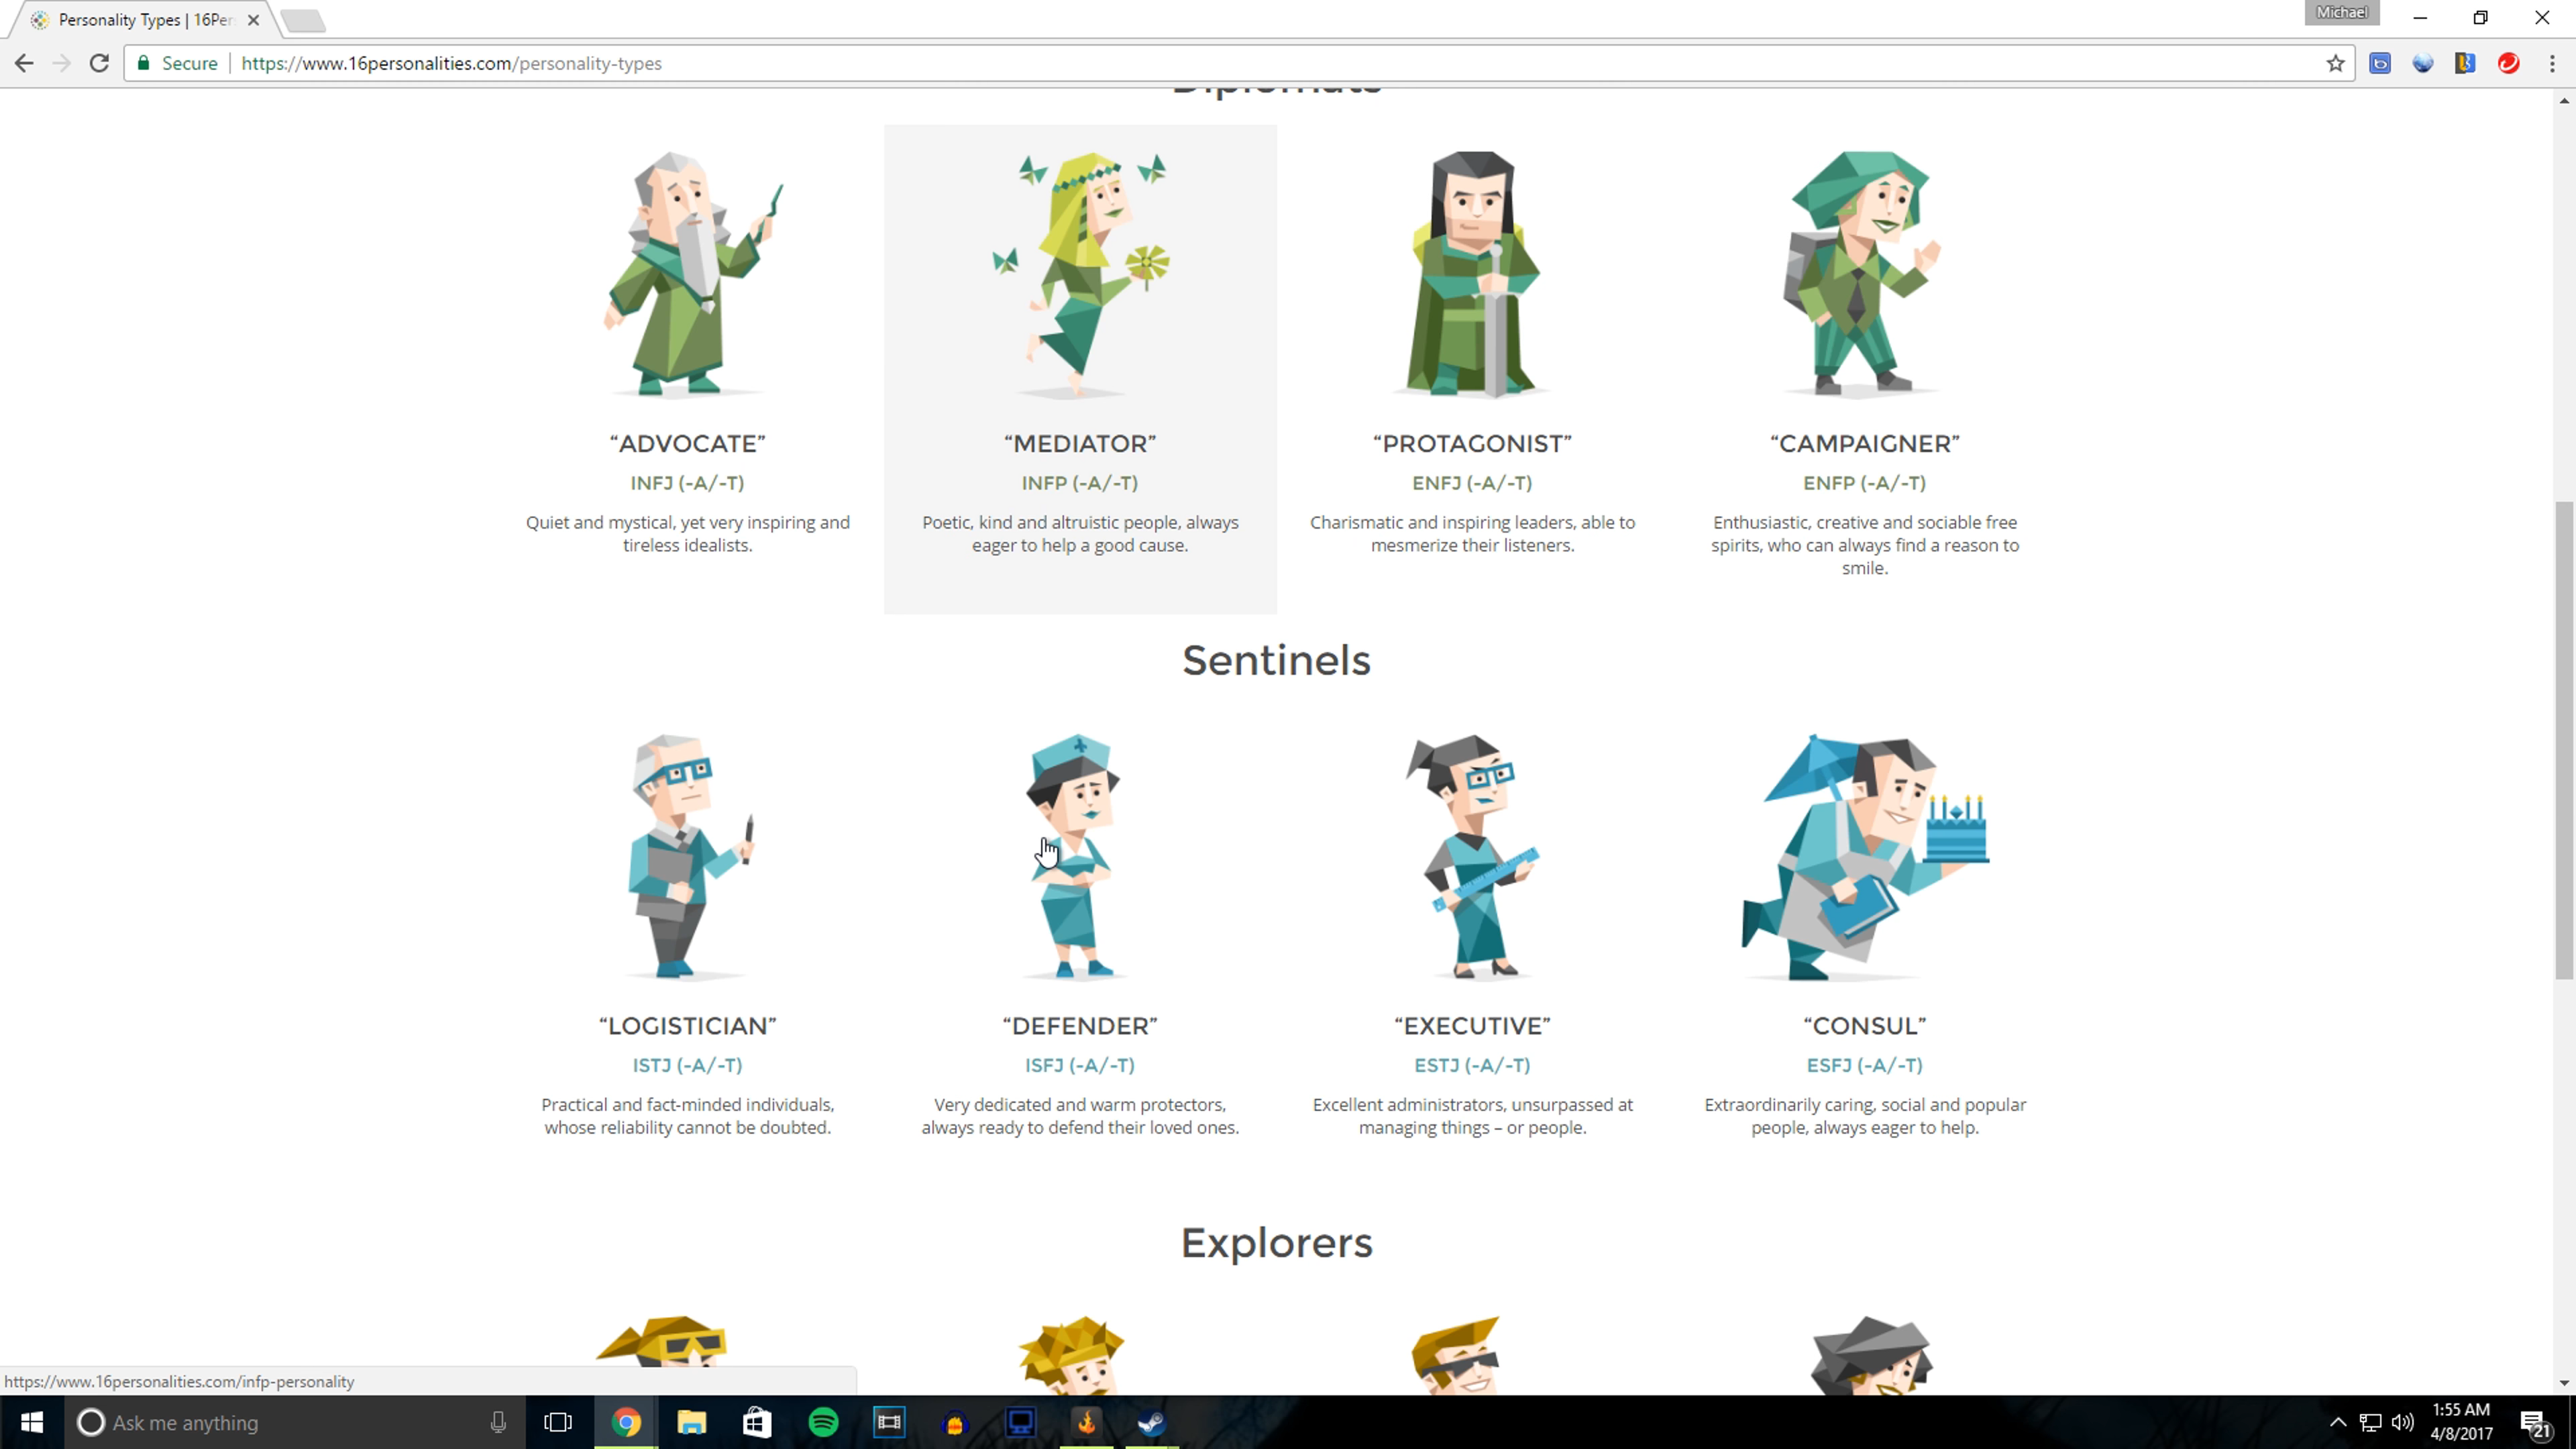 Personality Types | 16Per
Michael
Secure
https://www.16personalities.com/personality-types
Diplomats
“ADVOCATE”
INFJ (-A/-T)
Quiet and mystical, yet very inspiring and
tireless idealists.
“MEDIATOR”
INFP (-A/-T)
Poetic, kind and altruistic people, always
eager to help a good cause.
“PROTAGONIST”
ENFJ (-A/-T)
Charismatic and inspiring leaders, able to
mesmerize their listeners.
“CAMPAIGNER”
ENFP (-A/-T)
Enthusiastic, creative and sociable free
spirits, who can always find a reason to
smile.
Sentinels
“LOGISTICIAN”
ISTJ (-A/-T)
Practical and fact-minded individuals,
whose reliability cannot be doubted.
“DEFENDER”
ISFJ (-A/-T)
Very dedicated and warm protectors,
always ready to defend their loved ones.
“EXECUTIVE”
ESTJ (-A/-T)
Excellent administrators, unsurpassed at
managing things – or people.
“CONSUL”
ESFJ (-A/-T)
Extraordinarily caring, social and popular
people, always eager to help.
Explorers
https://www.16personalities.com/infp-personality
Ask me anything
1:55 AM
4/8/2017
21